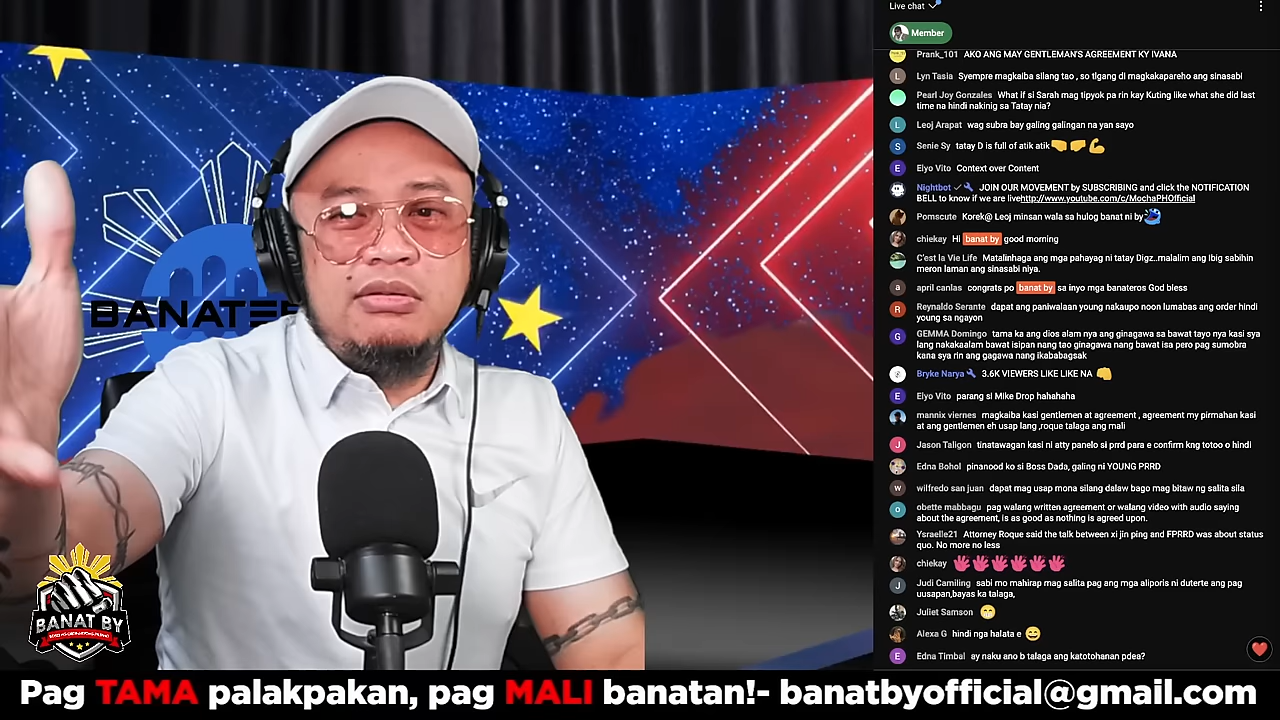 BANATE
BANAT BY
Live chat
Member
Prank_101 AKO ANG MAY GENTLEMAN'S AGREEMENT KY IVANA
Lyn Tasia Syempre magkaiba silang tao , so tlgang di magkakapareho ang sinasabi
Pearl Joy Gonzales What if si Sarah mag tipyok pa rin kay Kuting like what she did last
time na hindi nakinig sa Tatay nia?
Leoj Arapat wag subra bay galing galingan na yan sayo
Senie Sy tatay D is full of atik atik🤜🤛💪
Elyo Vito Context over Content
Nightbot JOIN OUR MOVEMENT by SUBSCRIBING and click the NOTIFICATION
BELL to know if we are livehttp://www.youtube.com/c/MochaPHOfficial
Pomscute Korek@ Leoj minsan wala sa hulog banat ni by
chiekay Hi banat by good morning
C'est la Vie Life Matalinhaga ang mga pahayag ni tatay Digz..malalim ang Ibig sabihin
meron laman ang sinasabi niya.
april canlas congrats po banat by sa inyo mga banateros God bless
Reynaldo Serante dapat ang paniwalaan young nakaupo noon lumabas ang order hindi
young sa ngayon
GEMMA Domingo tama ka ang dios alam nya ang ginagawa sa bawat tayo nya kasi sya
lang nakakaalam bawat isipan nang tao ginagawa nang bawat isa pero pag sumobra
kana sya rin ang gagawa nang ikababagsak
Bryke Narya 3.6K VIEWERS LIKE LIKE NA 👊
Elyo Vito parang si Mike Drop hahahaha
mannix viernes magkaiba kasi gentlemen at agreement , agreement my pirmahan kasi
at ang gentlemen eh usap lang ,roque talaga ang mali
Jason Taligon tinatawagan kasi ni atty panelo si prrd para e confirm kng totoo o hindi
Edna Bohol pinanood ko si Boss Dada, galing ni YOUNG PRRD
wilfredo san juan dapat mag usap mona silang dalaw bago mag bitaw ng salita sila
obette mabbagu pag walang written agreement or walang video with audio saying
about the agreement, is as good as nothing is agreed upon.
Ysraelle21 Attorney Roque said the talk between xi jin ping and FPRRD was about status
quo. No more no less
chiekay
Judi Camiling sabi mo mahirap mag salita pag ang mga aliporis ni duterte ang pag
uusapan,bayas ka talaga,
Juliet Samson 😁
Alexa G hindi nga halata e 😄
Edna Timbal ay naku ano b talaga ang katotohanan pdea?
Pag TAMA palakpakan, pag MALI banatan!- banatbyofficial@gmail.com